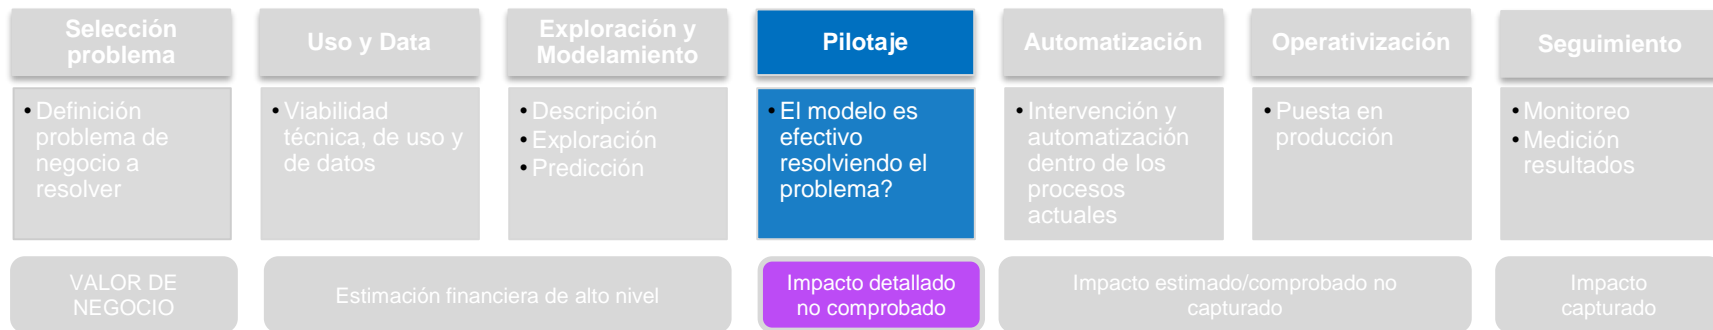 Selección
problema
Uso y Data
Exploración y
Modelamiento
Pilotaje
Automatización
Operativización
Seguimiento
• Definición
problema de
negocio a
resolver
• Viabilidad
técnica, de uso y
de datos
• Descripción
• Exploración
• Predicción
• El modelo es
efectivo
resolviendo el
problema?
• Intervención y
automatización
dentro de los
procesos
actuales
• Puesta en
producción
• Monitoreo
• Medición
resultados
VALOR DE
NEGOCIO
Estimación financiera de alto nivel
Impacto detallado
no comprobado
Impacto estimado/comprobado no
capturado
Impacto
capturado